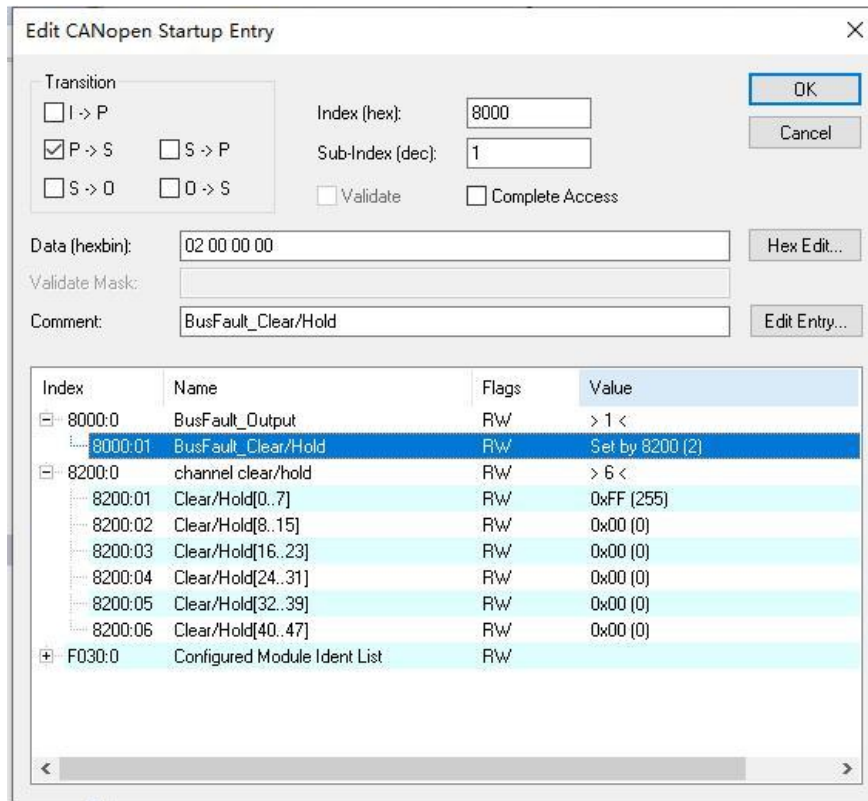 Edit CANopen Startup Entry
Transition
I -> P
P -> S
S -> P
S -> O
O -> S
Index (hex):
8000
Sub-Index (dec):
1
Validate
Complete Access
OK
Cancel
Data (hexbin):
02 00 00 00
Hex Edit...
Validate Mask:
Comment:
BusFault_Clear/Hold
Edit Entry...
Index Name Flags Value
8000:0 BusFault_Output RW > 1 <
8000:01 BusFault_Clear/Hold RW Set by 8200 (2)
8200:0 channel clear/hold RW > 6 <
8200:01 Clear/Hold[0..7] RW 0xFF (255)
8200:02 Clear/Hold[8..15] RW 0x00 (0)
8200:03 Clear/Hold[16..23] RW 0x00 (0)
8200:04 Clear/Hold[24..31] RW 0x00 (0)
8200:05 Clear/Hold[32..39] RW 0x00 (0)
8200:06 Clear/Hold[40..47] RW 0x00 (0)
F030:0 Configured Module Ident List RW